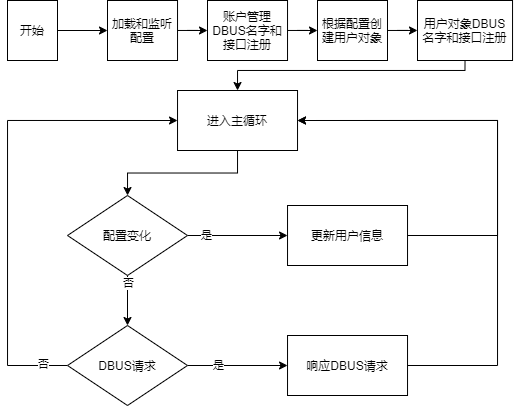 开始
加载和监听
配置
账户管理
DBUS名字和
接口注册
根据配置创
建用户对象
用户对象DBUS
名字和接口注册
进入主循环
配置变化
是
更新用户信息
否
否
DBUS请求
是
响应DBUS请求